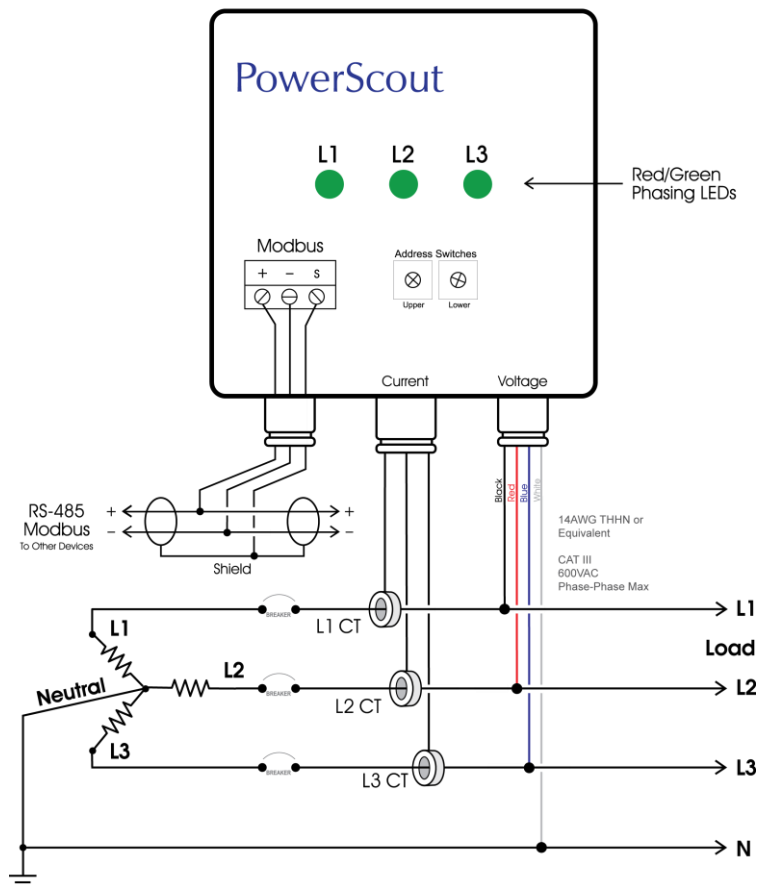 PowerScout
L1 L2 L3
Red/Green
Phasing LEDs
Modbus
+ − s
Address Switches
Upper Lower
Current
Voltage
Black
Red
Blue
White
RS-485
Modbus
To Other Devices
+ +
− −
Shield
14AWG THHN or
Equivalent
CAT III
600VAC
Phase-Phase Max
BREAKER
L1 CT
L1
L1
Load
Neutral
L2
BREAKER
L2 CT
L2
L3
BREAKER
L3 CT
L3
N